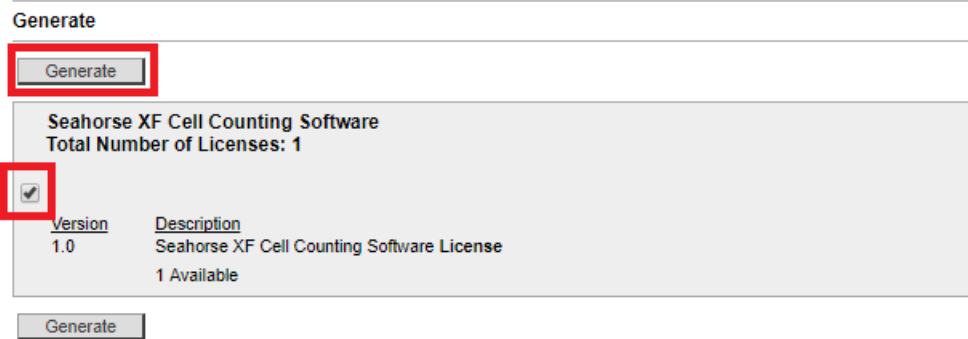 Generate
Generate
Seahorse XF Cell Counting Software
Total Number of Licenses: 1
Version Description
1.0 Seahorse XF Cell Counting Software License
1 Available
Generate